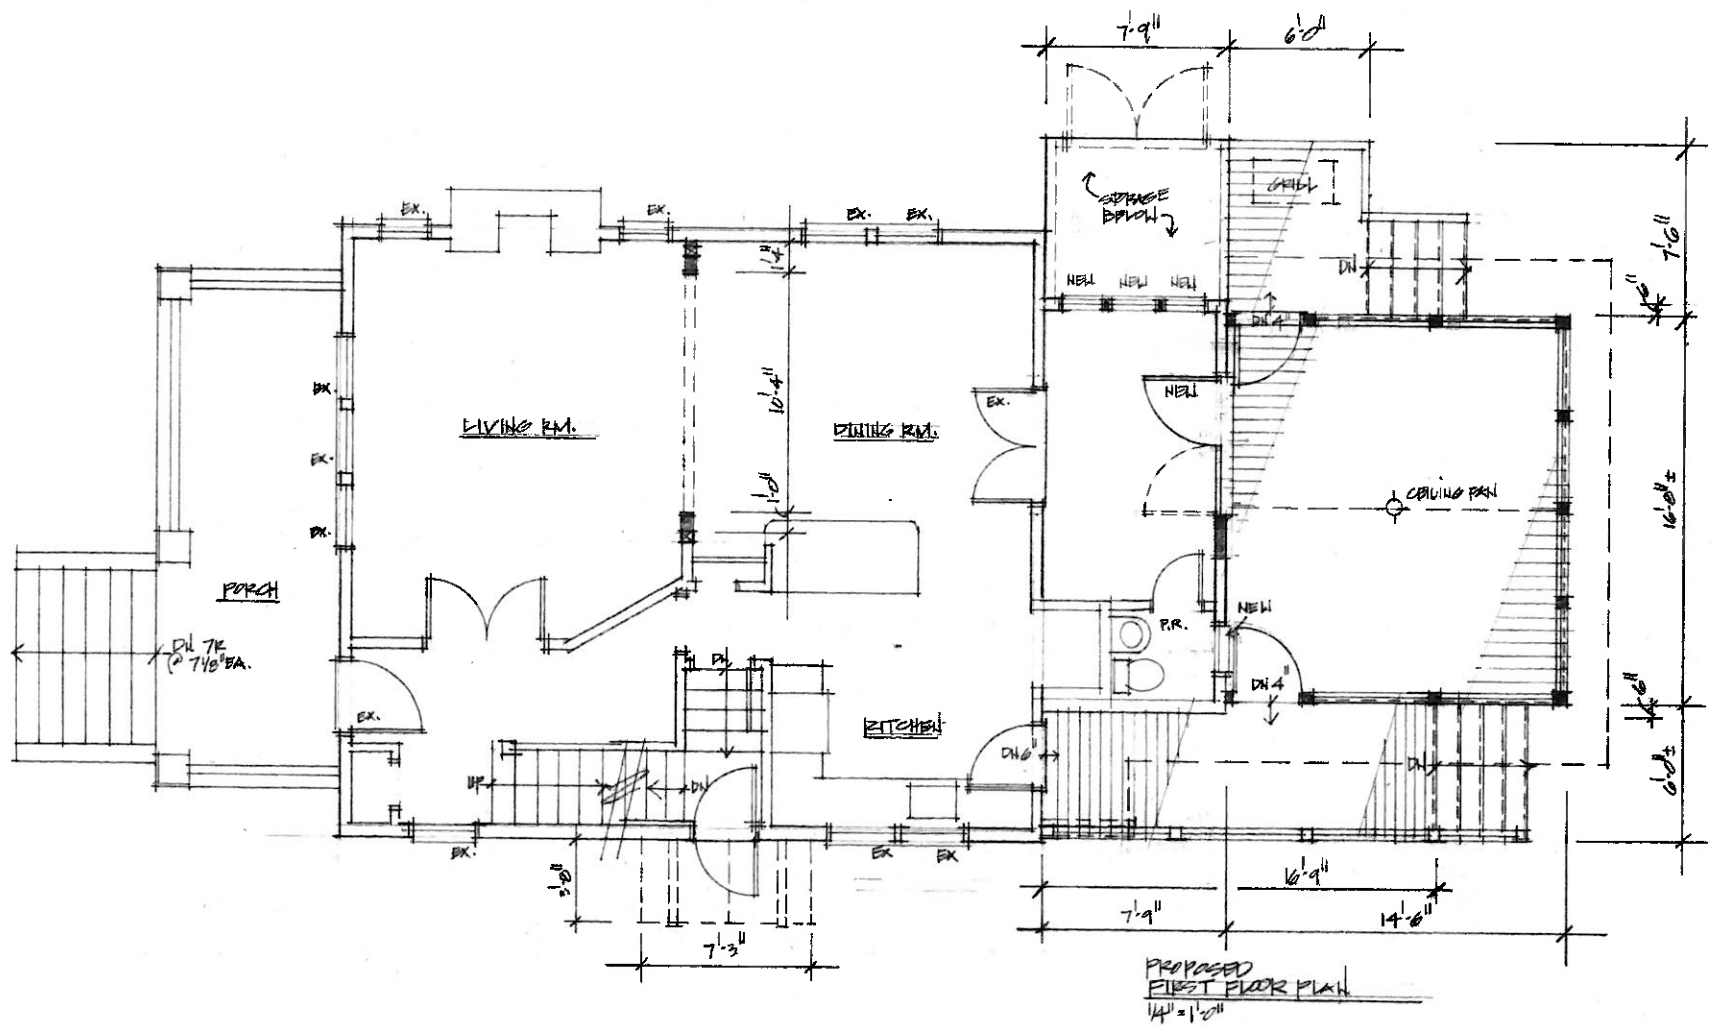 7'-9"
6'-0"
GRILL
STORAGE
BELOW
EX.
EX.
EX.
EX.
1'-4"
7'-6"
DN
6"
NEW
NEW
NEW
DN 4"
EX.
10'-4"
EX.
NEW
LIVING RM.
DINING RM.
EX.
1'-0"
CEILING FAN
16'-0"±
EX.
PORCH
NEW
P.R.
DN 7R
@ 7 1/8" EA.
DN
DN 4"
6"
EX.
KITCHEN
DN 6"
DN
UP
DN
6'-0"±
EX.
EX
EX
3'-0"
16'-9"
7'-9"
14'-6"
7'-3"
PROPOSED
FIRST FLOOR PLAN
1/4" = 1'-0"